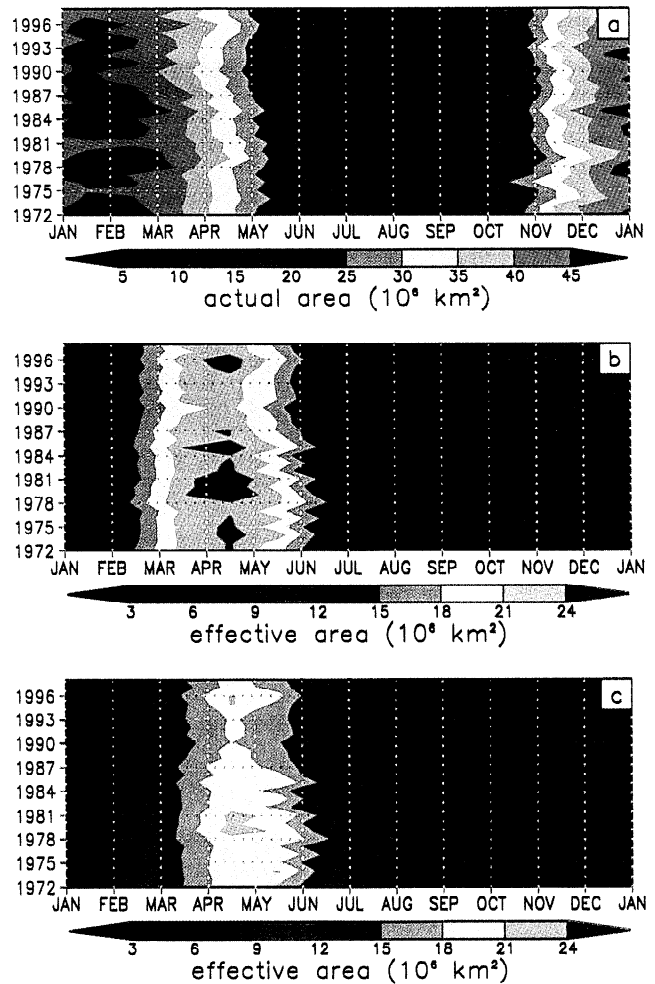 a
1996
1993
1990
1987
1984
1981
1978
1975
1972
JAN FEB MAR APR MAY JUN JUL AUG SEP OCT NOV DEC JAN
5 10 15 20 25 30 35 40 45
actual area (10⁶ km²)
b
1996
1993
1990
1987
1984
1981
1978
1975
1972
JAN FEB MAR APR MAY JUN JUL AUG SEP OCT NOV DEC JAN
3 6 9 12 15 18 21 24
effective area (10⁶ km²)
c
1996
1993
1990
1987
1984
1981
1978
1975
1972
JAN FEB MAR APR MAY JUN JUL AUG SEP OCT NOV DEC JAN
3 6 9 12 15 18 21 24
effective area (10⁶ km²)